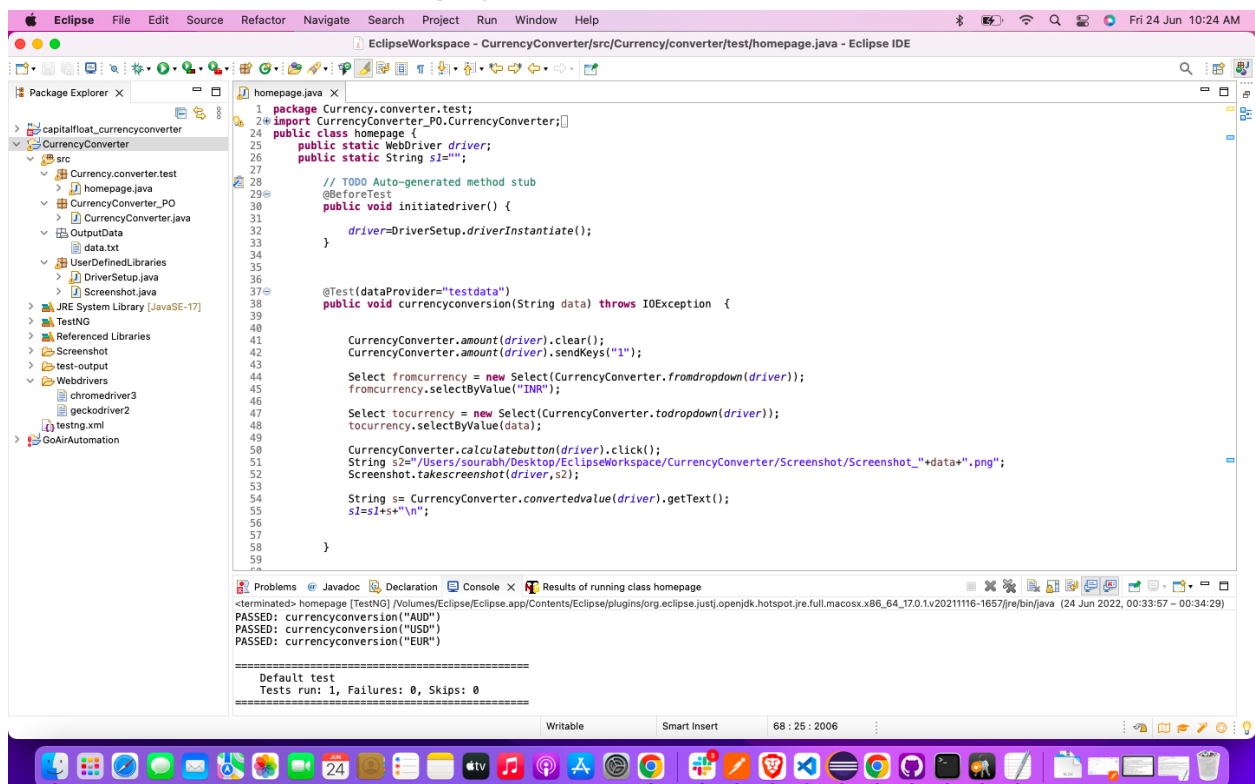 Eclipse File Edit Source Refactor Navigate Search Project Run Window Help Fri 24 Jun 10:24 AM
EclipseWorkspace - CurrencyConverter/src/Currency/converter/test/homepage.java - Eclipse IDE
Package Explorer
capitalfloat_currencyconverter
CurrencyConverter
src
Currency.converter.test
homepage.java
CurrencyConverter_PO
CurrencyConverter.java
OutputData
data.txt
UserDefinedLibraries
DriverSetup.java
Screenshot.java
JRE System Library [JavaSE-17]
TestNG
Referenced Libraries
Screenshot
test-output
Webdrivers
chromedriver3
geckodriver2
testng.xml
GoAirAutomation
homepage.java
1 package Currency.converter.test;
2 import CurrencyConverter_PO.CurrencyConverter;
24 public class homepage {
25 public static WebDriver driver;
26 public static String s1="";
27
28 // TODO Auto-generated method stub
29 @BeforeTest
30 public void initiatedriver() {
31
32 driver=DriverSetup.driverInstantiate();
33 }
34
35
36
37 @Test(dataProvider="testdata")
38 public void currencyconversion(String data) throws IOException {
39
40
41 CurrencyConverter.amount(driver).clear();
42 CurrencyConverter.amount(driver).sendKeys("1");
43
44 Select fromcurrency = new Select(CurrencyConverter.fromdropdown(driver));
45 fromcurrency.selectByValue("INR");
46
47 Select tocurrency = new Select(CurrencyConverter.todropdown(driver));
48 tocurrency.selectByValue(data);
49
50 CurrencyConverter.calculatebutton(driver).click();
51 String s2="/Users/sourabh/Desktop/EclipseWorkspace/CurrencyConverter/Screenshot/Screenshot_"+data+".png";
52 Screenshot.takescreenshot(driver,s2);
53
54 String s= CurrencyConverter.convertedvalue(driver).getText();
55 s1=s1+s+"\n";
56
57
58 }
59
Problems Javadoc Declaration Console Results of running class homepage
<terminated> homepage [TestNG] /Volumes/Eclipse/Eclipse.app/Contents/Eclipse/plugins/org.eclipse.justj.openjdk.hotspot.jre.full.macosx.x86_64_17.0.1.v20211116-1657/jre/bin/java (24 Jun 2022, 00:33:57 – 00:34:29)
PASSED: currencyconversion("AUD")
PASSED: currencyconversion("USD")
PASSED: currencyconversion("EUR")
===============================================
Default test
Tests run: 1, Failures: 0, Skips: 0
===============================================
Writable Smart Insert 68 : 25 : 2006
JUN
24
tv